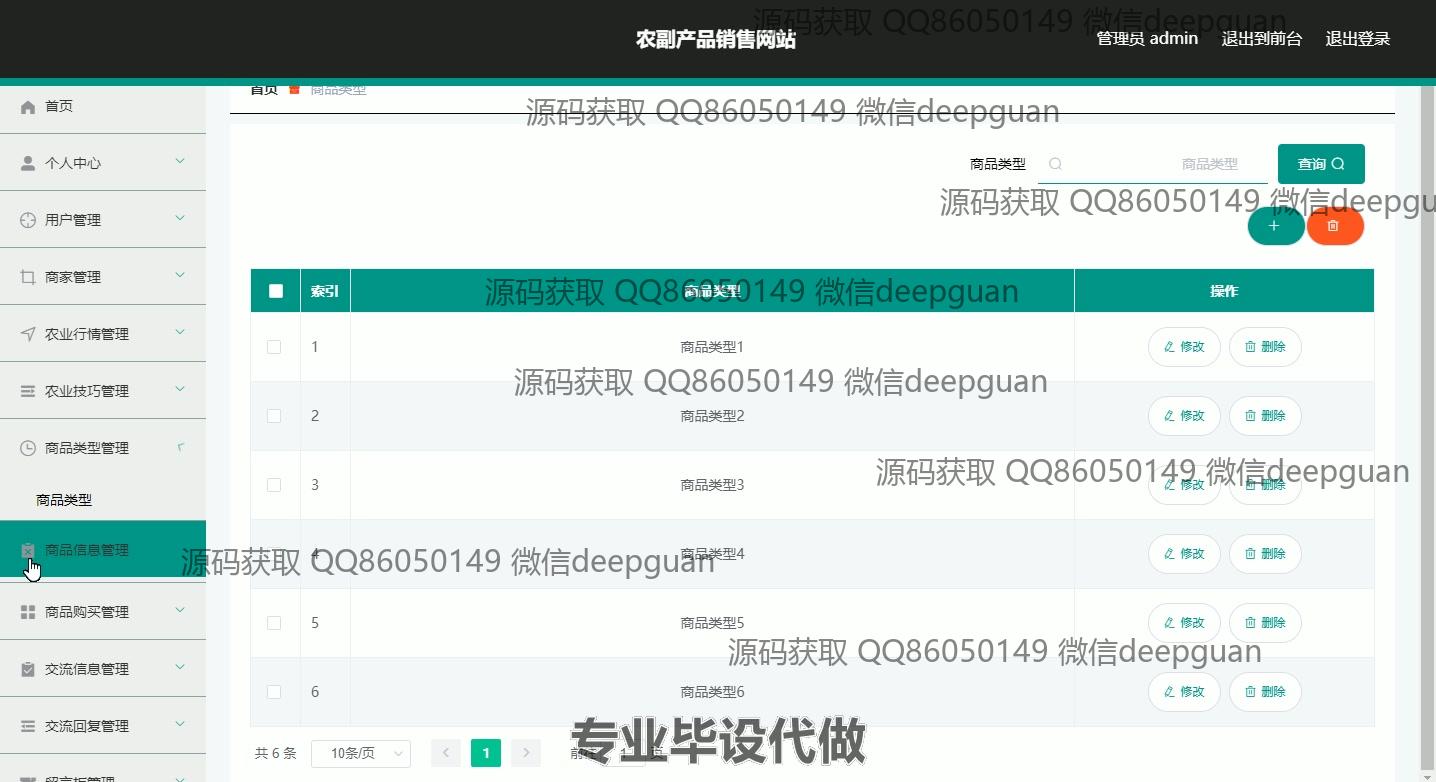 源码获取 QQ86050149 微信deepguan
农副产品销售网站
管理员 admin 退出到前台 退出登录
首页 商品类型
源码获取 QQ86050149 微信deepguan
首页
个人中心
用户管理
商家管理
农业行情管理
农业技巧管理
商品类型管理
商品类型
商品信息管理
商品购买管理
交流信息管理
交流回复管理
留言板管理
商品类型 商品类型 查询
源码获取 QQ86050149 微信deepgu
索引 商品类型 操作
源码获取 QQ86050149 微信deepguan
1 商品类型1 修改 删除
源码获取 QQ86050149 微信deepguan
2 商品类型2 修改 删除
源码获取 QQ86050149 微信deepguan
3 商品类型3 修改 删除
4 商品类型4 修改 删除
源码获取 QQ86050149 微信deepguan
5 商品类型5 修改 删除
源码获取 QQ86050149 微信deepguan
6 商品类型6 修改 删除
共 6 条 10条/页 1 前往 1 页
专业毕设代做